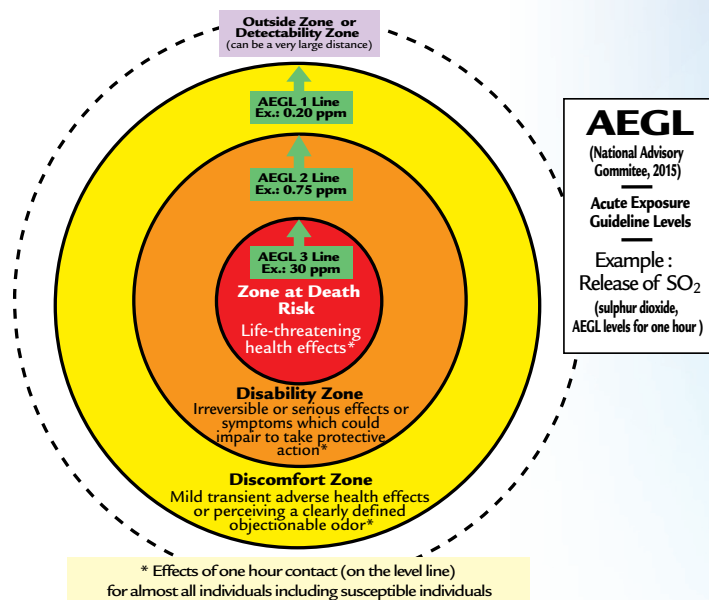 Outside Zone or
Detectability Zone
(can be a very large distance)
AEGL 1 Line
Ex.: 0.20 ppm
AEGL 2 Line
Ex.: 0.75 ppm
AEGL 3 Line
Ex.: 30 ppm
Zone at Death
Risk
Life-threatening
health effects*
Disability Zone
Irreversible or serious effects or
symptoms which could
impair to take protective
action*
Discomfort Zone
Mild transient adverse health effects
or perceiving a clearly defined
objectionable odor*
* Effects of one hour contact (on the level line)
for almost all individuals including susceptible individuals
AEGL
(National Advisory
Gommitee, 2015)
Acute Exposure
Guideline Levels
Example :
Release of SO₂
(sulphur dioxide,
AEGL levels for one hour )